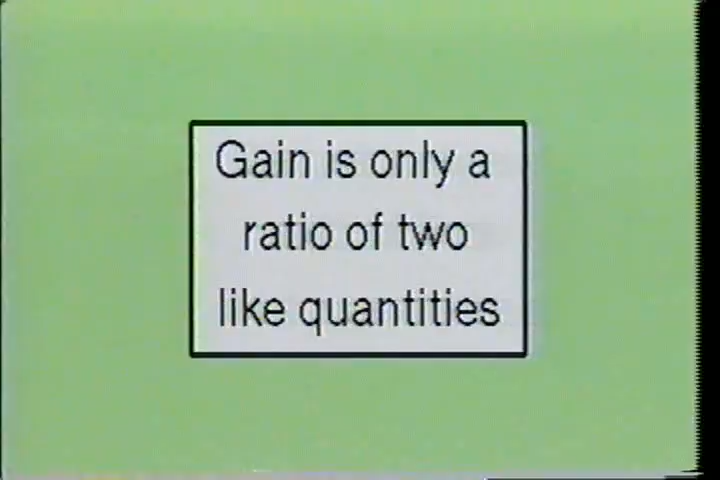 Gain is only a
ratio of two
like quantities